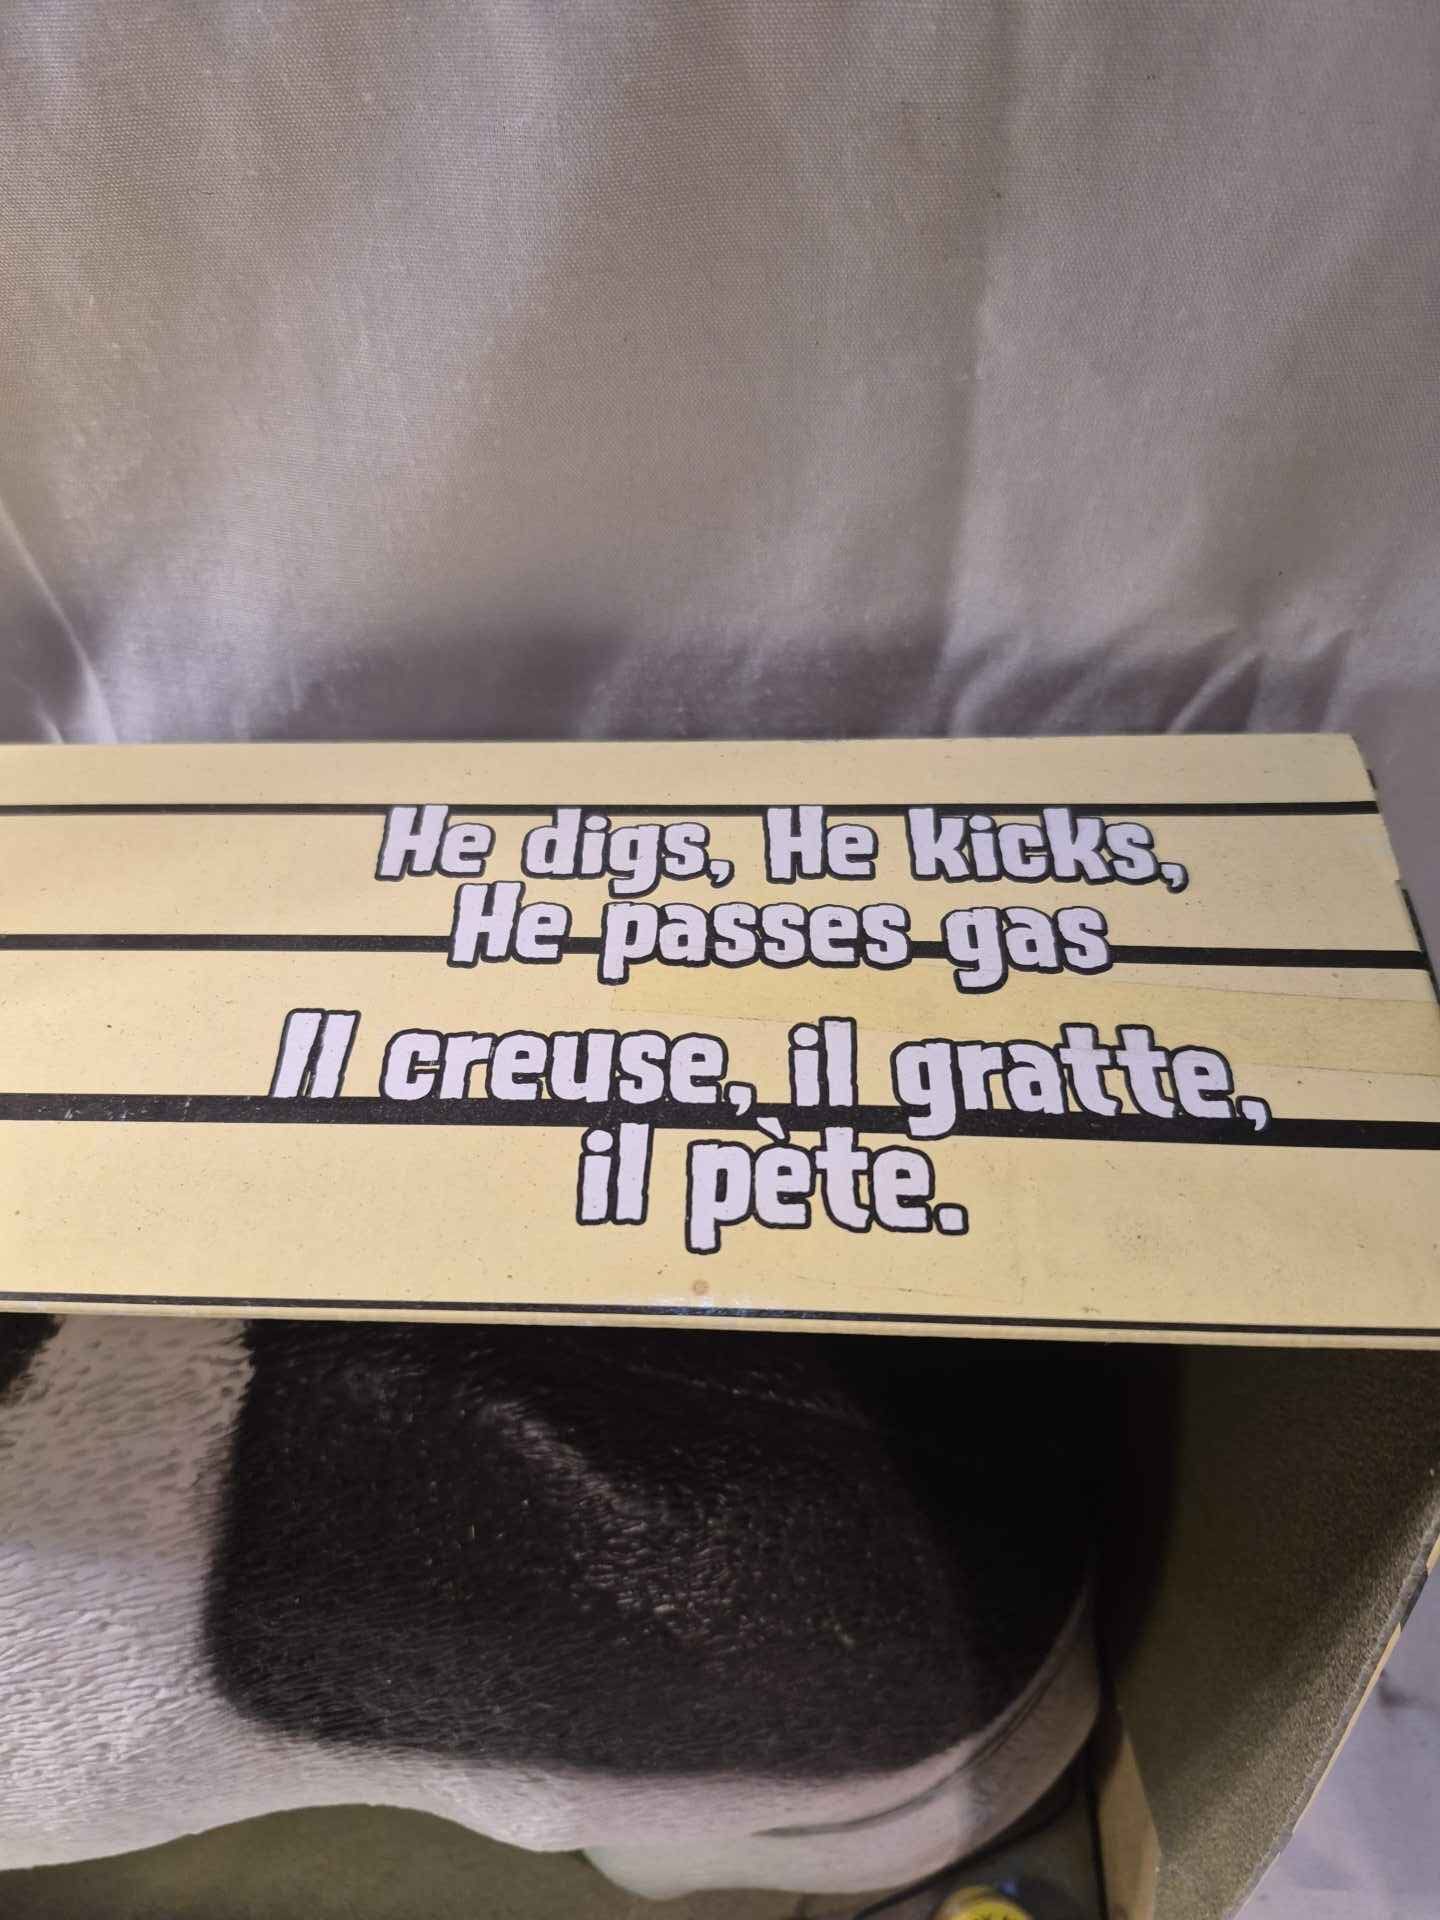 He digs, He kicks,
He passes gas
Il creuse, il gratte,
il pète.